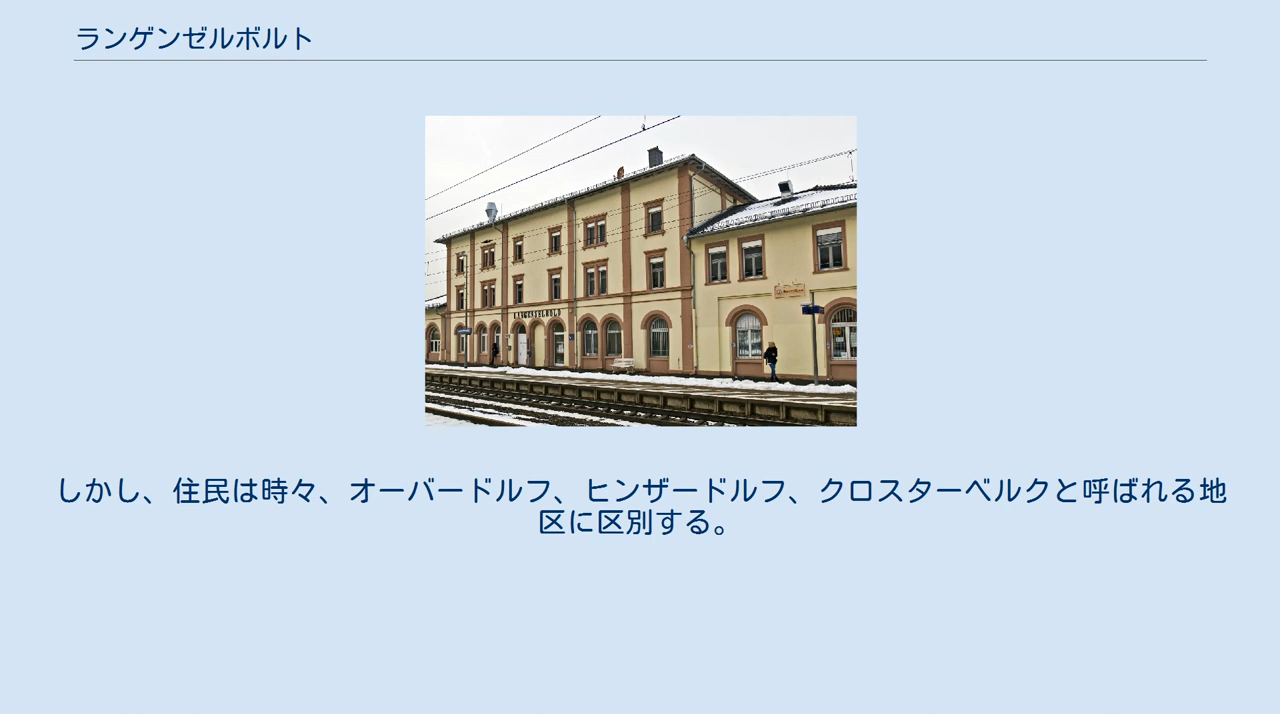 ランゲンゼルボルト
LANGENSELBOLD
しかし、住民は時々、オーバードルフ、ヒンザードルフ、クロスターベルクと呼ばれる地
区に区別する。